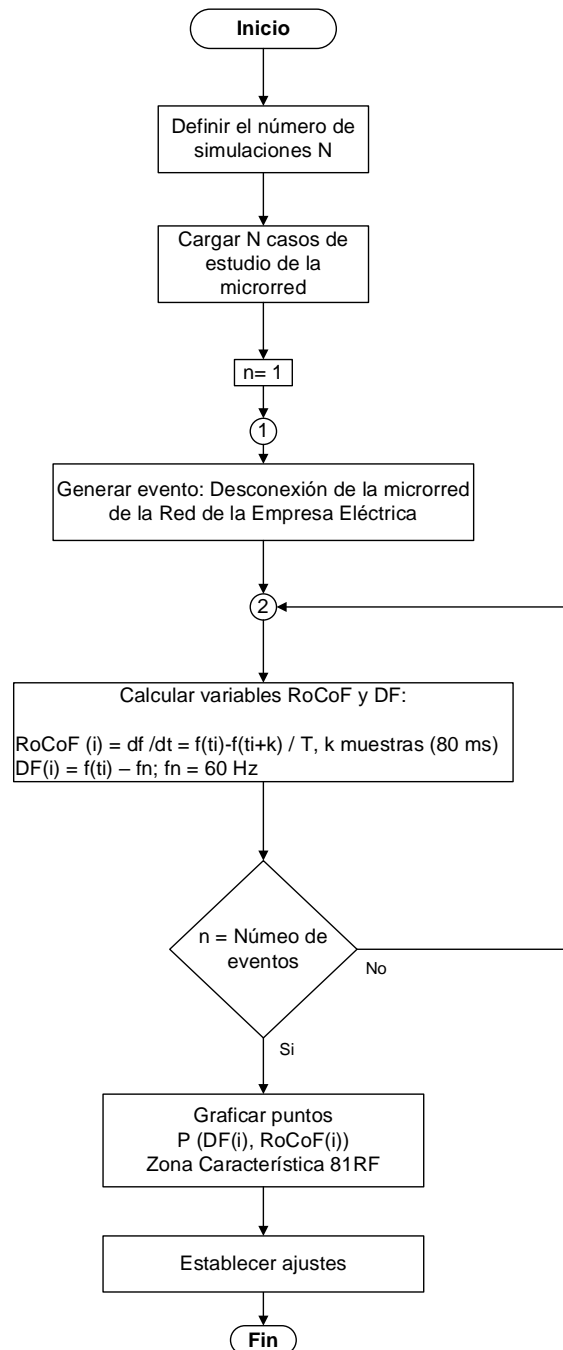 Inicio
Definir el número de
simulaciones N
Cargar N casos de
estudio de la
microrred
n= 1
1
Generar evento: Desconexión de la microrred
de la Red de la Empresa Eléctrica
2
Calcular variables RoCoF y DF:
RoCoF (i) = df /dt = f(ti)-f(ti+k) / T, k muestras (80 ms)
DF(i) = f(ti) – fn; fn = 60 Hz
n = Númeo de
eventos
No
Si
Graficar puntos
P (DF(i), RoCoF(i))
Zona Característica 81RF
Establecer ajustes
Fin